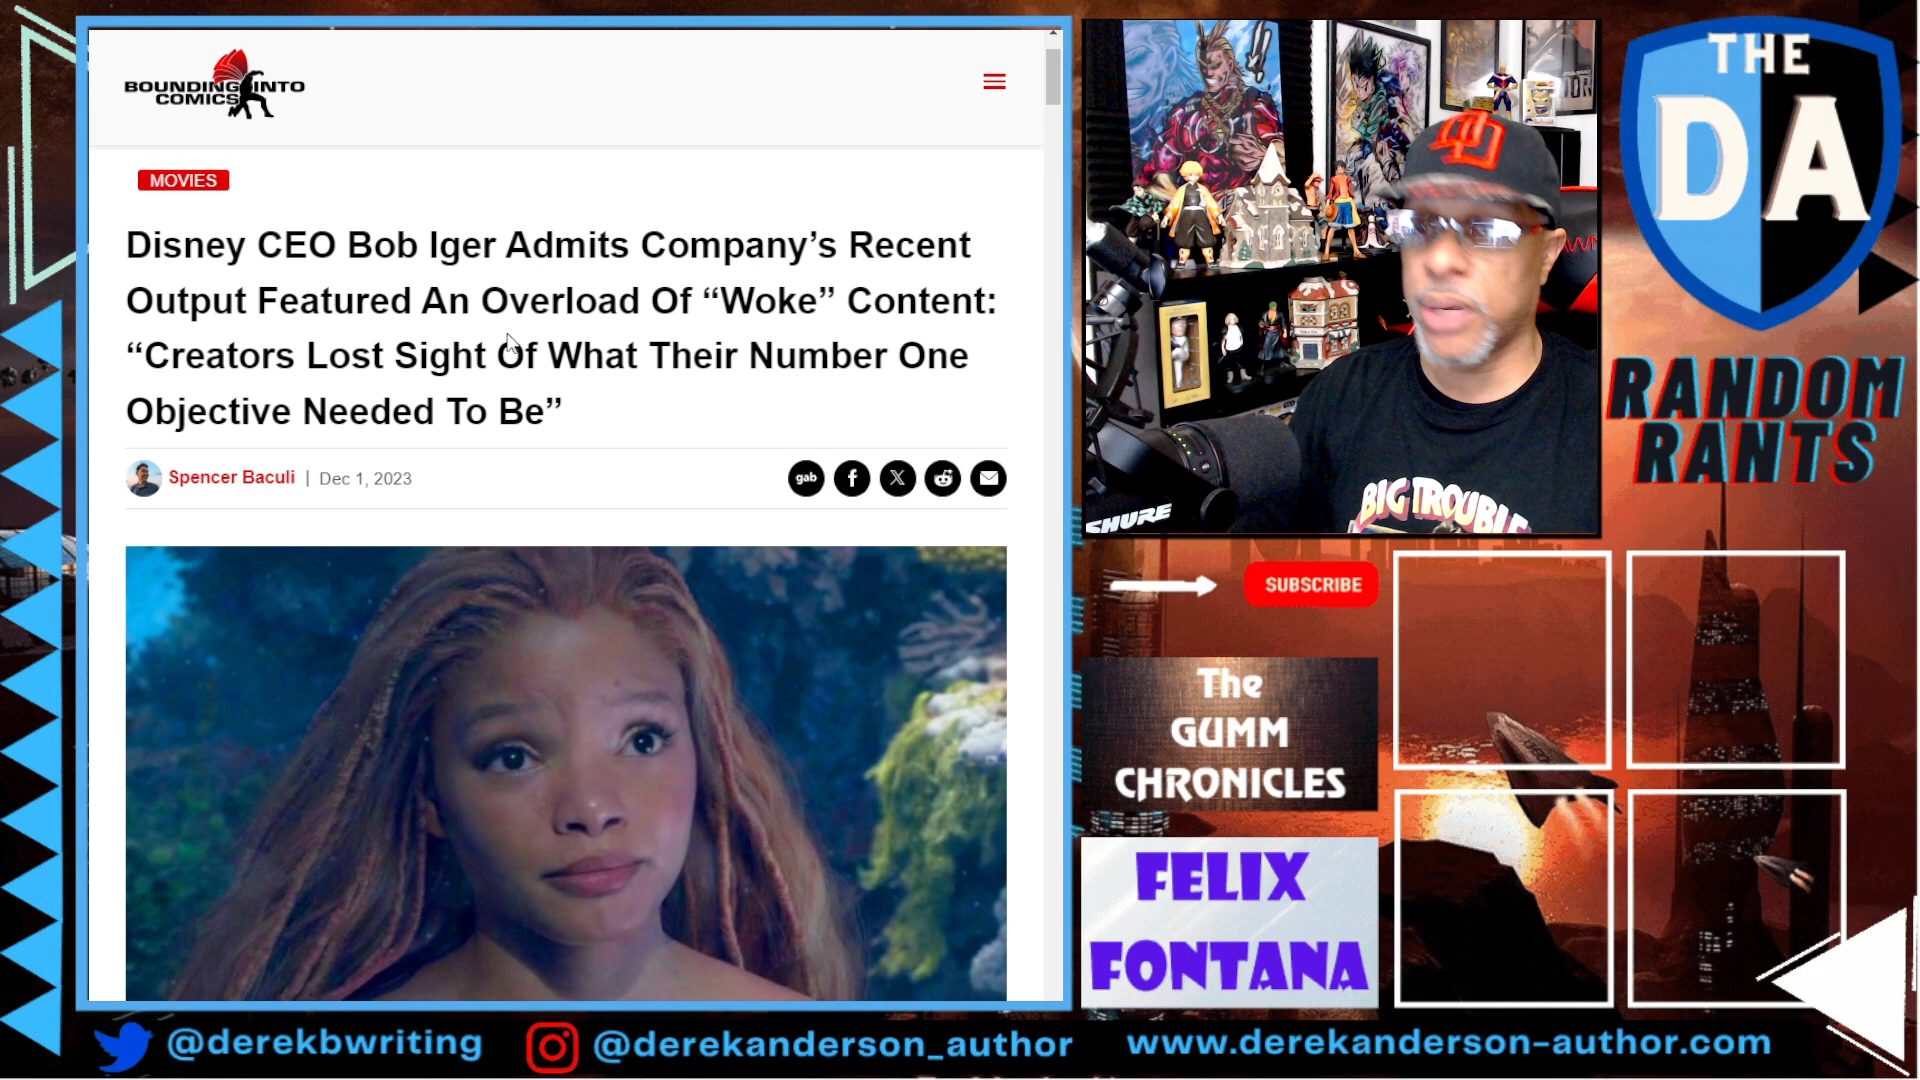 BOUNDING INTO
COMICS
MOVIES
Disney CEO Bob Iger Admits Company’s Recent
Output Featured An Overload Of “Woke” Content:
“Creators Lost Sight Of What Their Number One
Objective Needed To Be”
Spencer Baculi | Dec 1, 2023
gab
SHURE
BIG TROUBLE
THE
DA
RANDOM
RANTS
SUBSCRIBE
The
GUMM
CHRONICLES
FELIX
FONTANA
@derekbwriting
@derekanderson_author
www.derekanderson-author.com